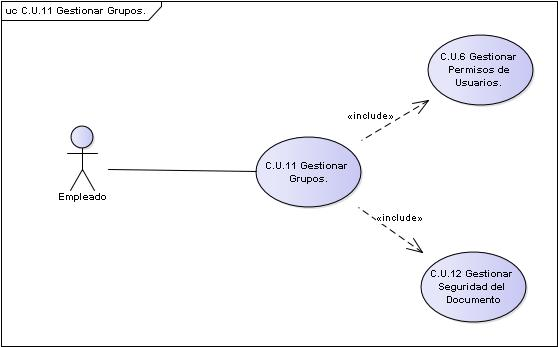 uc C.U.11 Gestionar Grupos.
C.U.6 Gestionar
Permisos de
Usuarios.
«include»
C.U.11 Gestionar
Grupos.
Empleado
«include»
C.U.12 Gestionar
Seguridad del
Documento